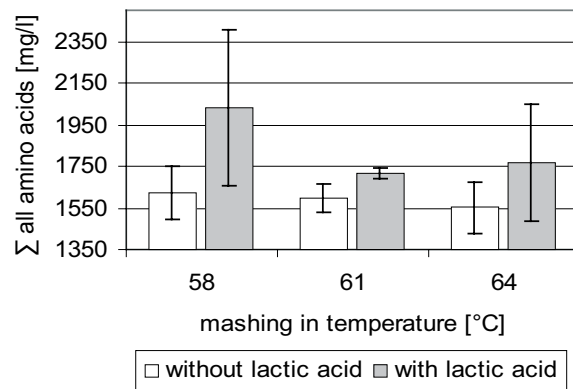 ∑ all amino acids [mg/l]
2350
2150
1950
1750
1550
1350
58 61 64
mashing in temperature [°C]
without lactic acid with lactic acid